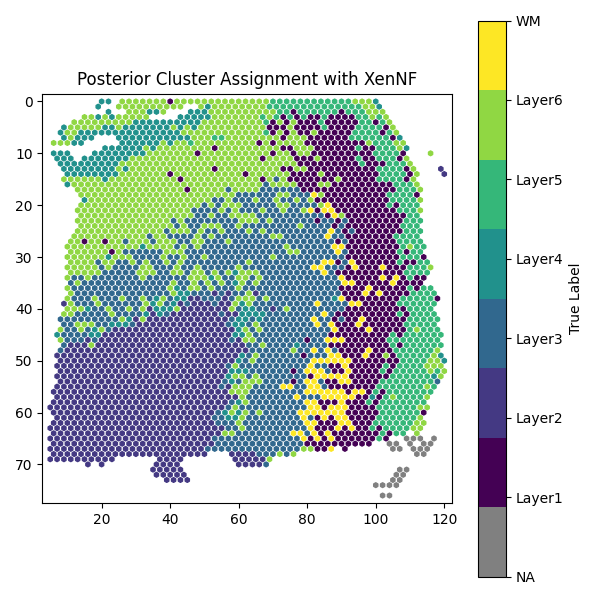 Posterior Cluster Assignment with XenNF
0
10
20
30
40
50
60
70
20
40
60
80
100
120
WM
Layer6
Layer5
Layer4
Layer3
Layer2
Layer1
NA
True Label